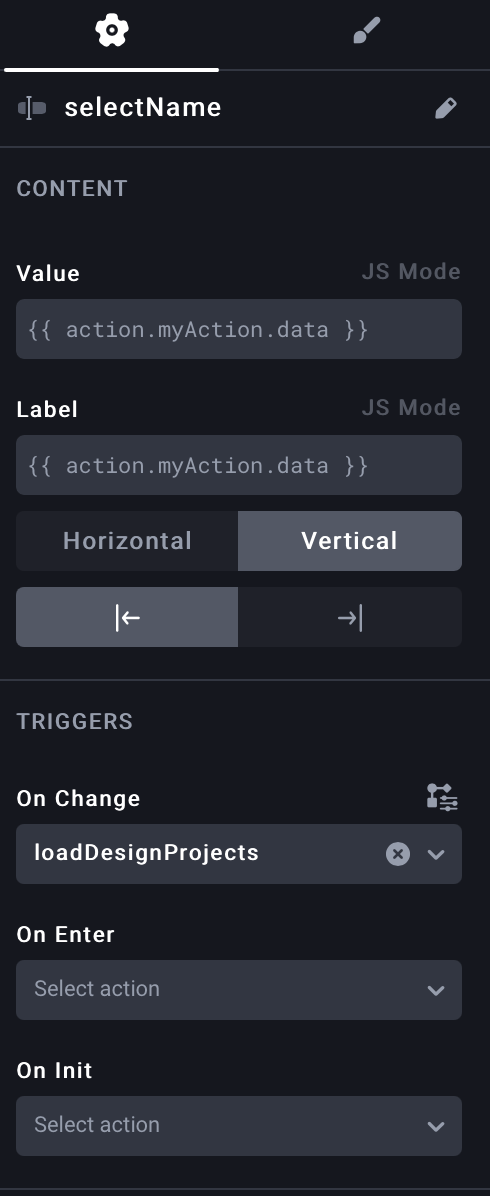 selectName
CONTENT
Value JS Mode
{{ action.myAction.data }}
Label JS Mode
{{ action.myAction.data }}
Horizontal Vertical
TRIGGERS
On Change
loadDesignProjects
On Enter
Select action
On Init
Select action